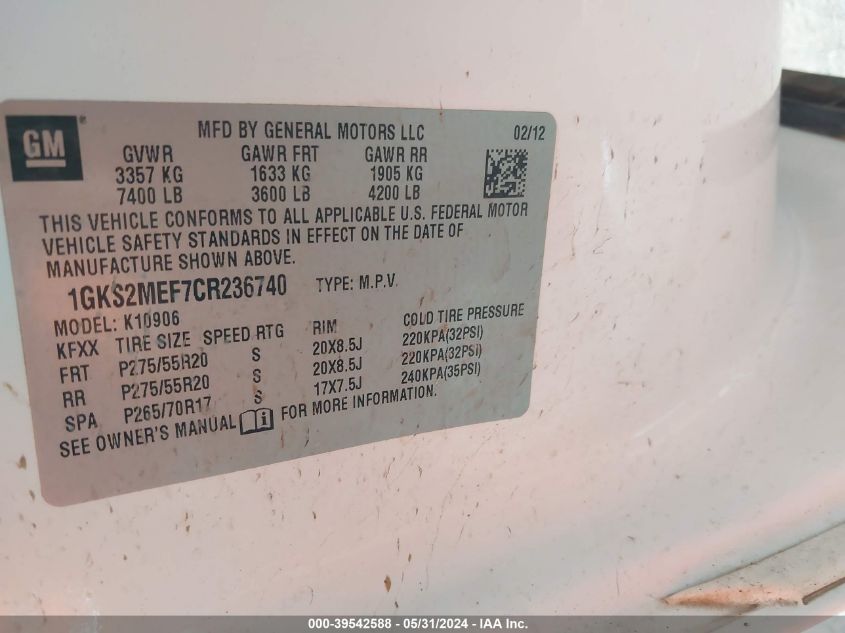 GM®
MFD BY GENERAL MOTORS LLC 02/12
GVWR GAWR FRT GAWR RR
3357 KG 1633 KG 1905 KG
7400 LB 3600 LB 4200 LB
THIS VEHICLE CONFORMS TO ALL APPLICABLE U.S. FEDERAL MOTOR
VEHICLE SAFETY STANDARDS IN EFFECT ON THE DATE OF
MANUFACTURE SHOWN ABOVE.
1GKS2MEF7CR236740 TYPE: M.P.V.
MODEL: K10906
KFXX TIRE SIZE SPEED RTG RIM COLD TIRE PRESSURE
FRT P275/55R20 S 20X8.5J 220KPA(32PSI)
RR P275/55R20 S 20X8.5J 220KPA(32PSI)
SPA P265/70R17 S 17X7.5J 240KPA(35PSI)
SEE OWNER'S MANUAL FOR MORE INFORMATION.
000-39542588 - 05/31/2024 - IAA Inc.